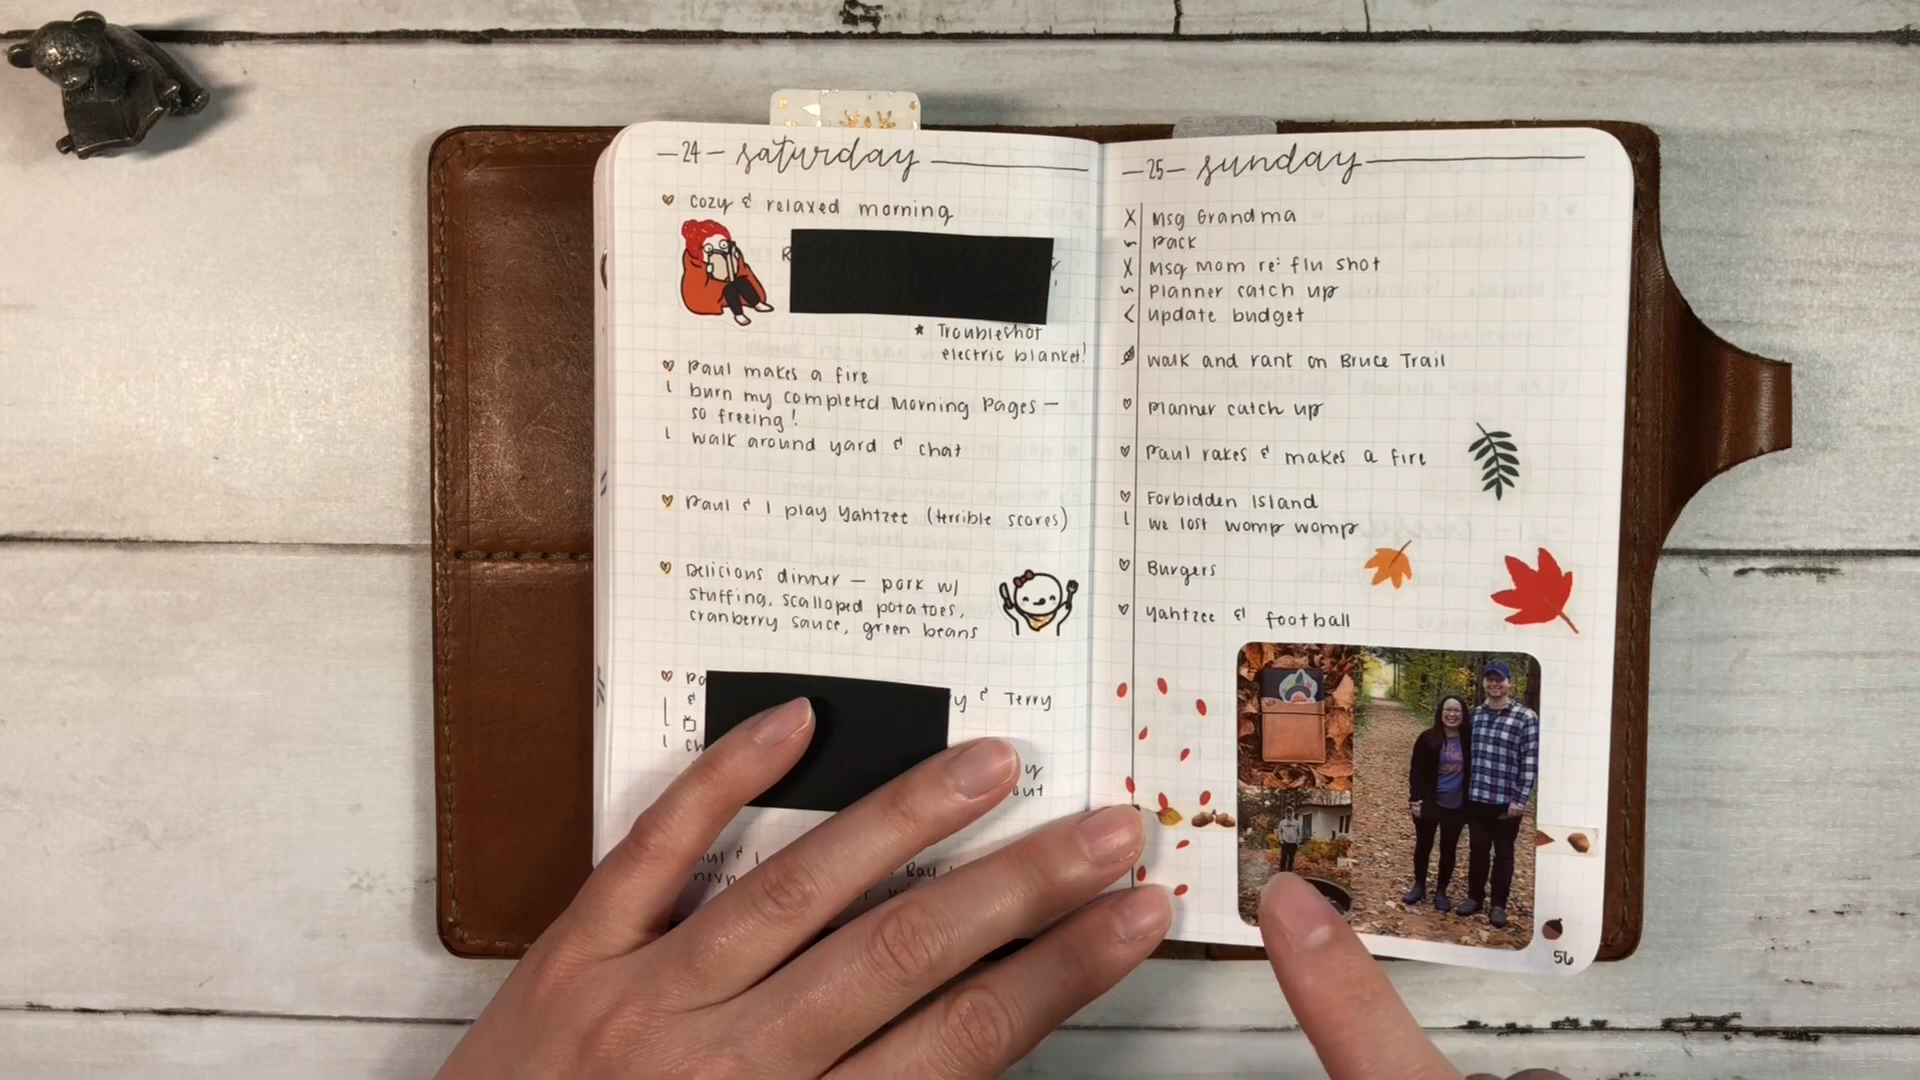 -24- saturday
cozy & relaxed morning
R
* Troubleshot
electric blanket!
Paul makes a fire
burn my completed Morning Pages —
so freeing!
walk around yard & chat
Paul & I play Yahtzee (terrible scores)
Delicious dinner — pork w/
stuffing, scalloped potatoes,
cranberry sauce, green beans
& Terry
-25- sunday
X Msg Grandma
Pack
X Msg Mom re: flu shot
Planner catch up
< update budget
walk and rant on Bruce Trail
Planner catch up
Paul rakes & makes a fire
Forbidden Island
we lost womp womp
Burgers
Yahtzee & football
56